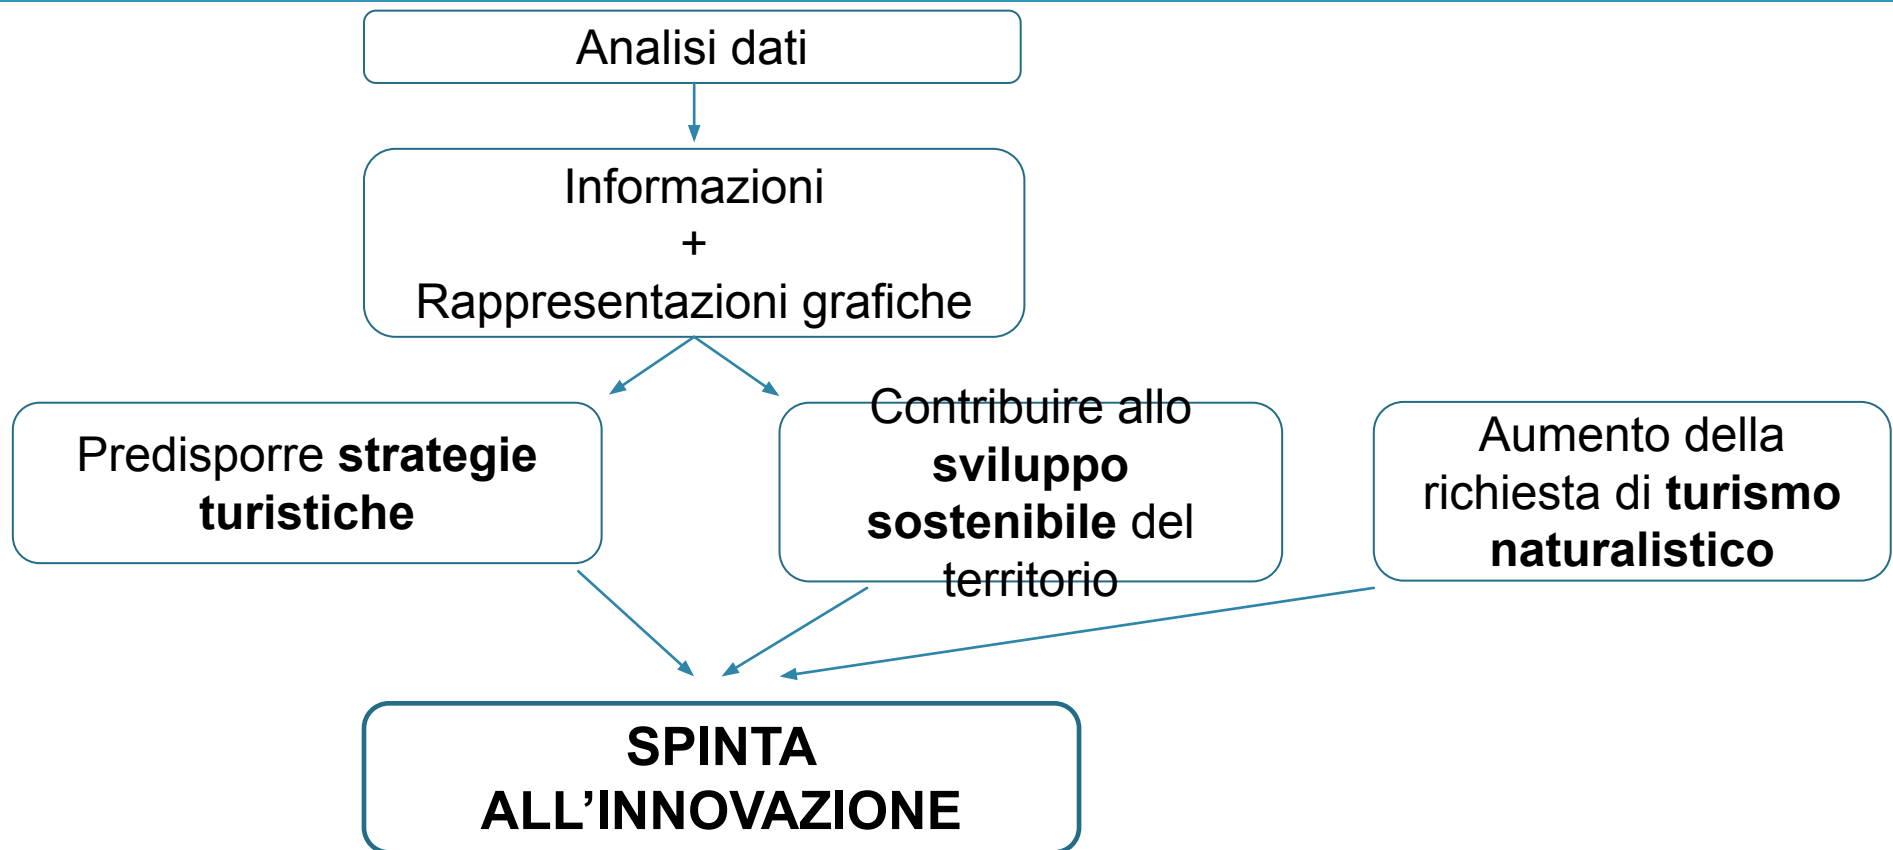 Analisi dati
Informazioni
+
Rappresentazioni grafiche
Predisporre strategie
turistiche
Contribuire allo
sviluppo
sostenibile del
territorio
Aumento della
richiesta di turismo
naturalistico
SPINTA
ALL’INNOVAZIONE